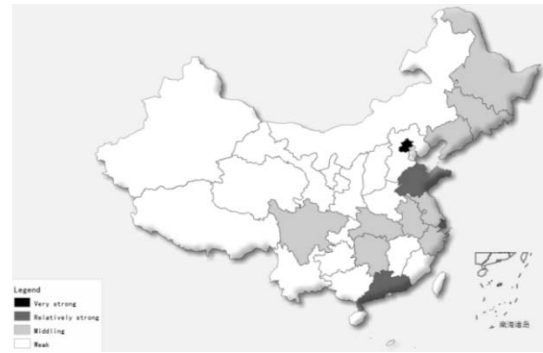 Legend
Very strong
Relatively strong
Middling
Weak
南海诸岛